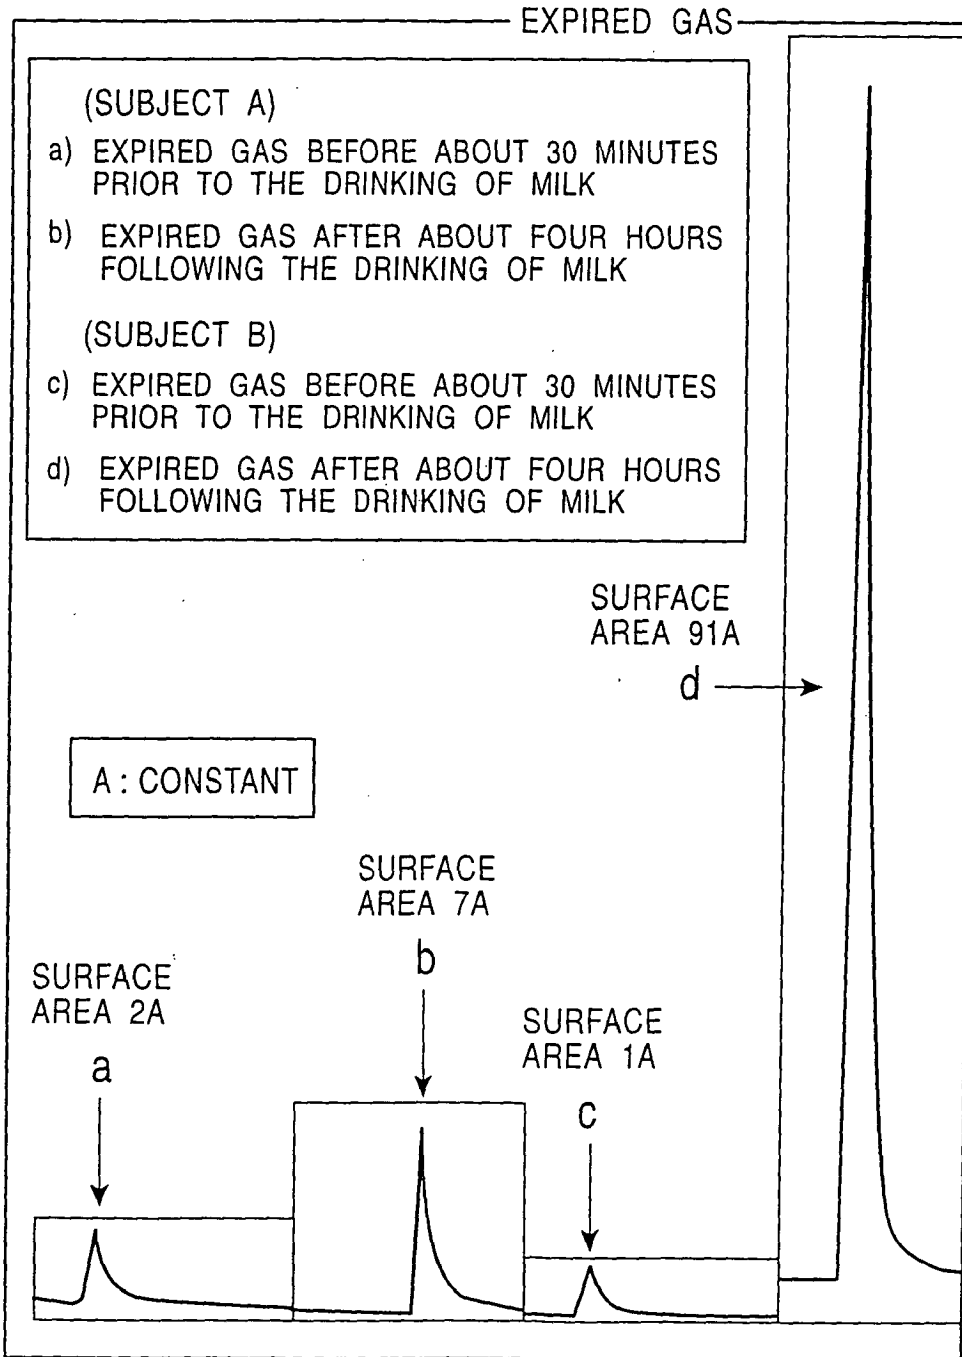 EXPIRED GAS
(SUBJECT A)
a) EXPIRED GAS BEFORE ABOUT 30 MINUTES
PRIOR TO THE DRINKING OF MILK
b) EXPIRED GAS AFTER ABOUT FOUR HOURS
FOLLOWING THE DRINKING OF MILK
(SUBJECT B)
c) EXPIRED GAS BEFORE ABOUT 30 MINUTES
PRIOR TO THE DRINKING OF MILK
d) EXPIRED GAS AFTER ABOUT FOUR HOURS
FOLLOWING THE DRINKING OF MILK
SURFACE
AREA 91A
d
A : CONSTANT
SURFACE
AREA 7A
b
SURFACE
AREA 2A
a
SURFACE
AREA 1A
c